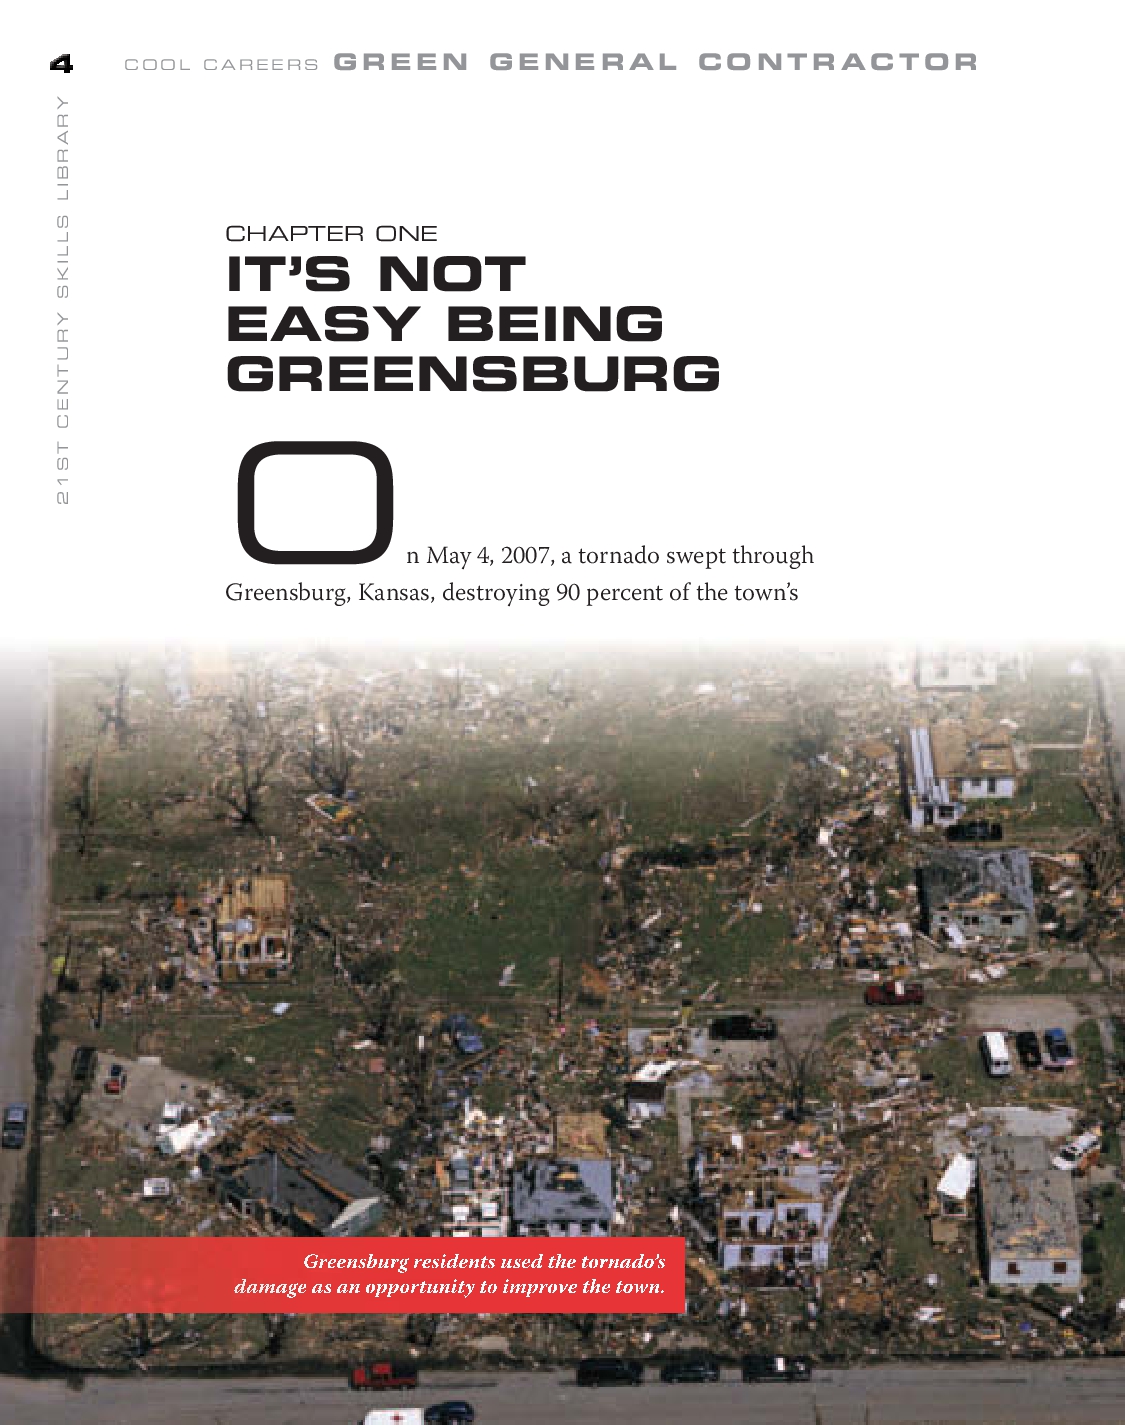 4 COOL CAREERS GREEN GENERAL CONTRACTOR
21ST CENTURY SKILLS LIBRARY
CHAPTER ONE
IT’S NOT
EASY BEING
GREENSBURG
On May 4, 2007, a tornado swept through
Greensburg, Kansas, destroying 90 percent of the town’s
Greensburg residents used the tornado’s
damage as an opportunity to improve the town.